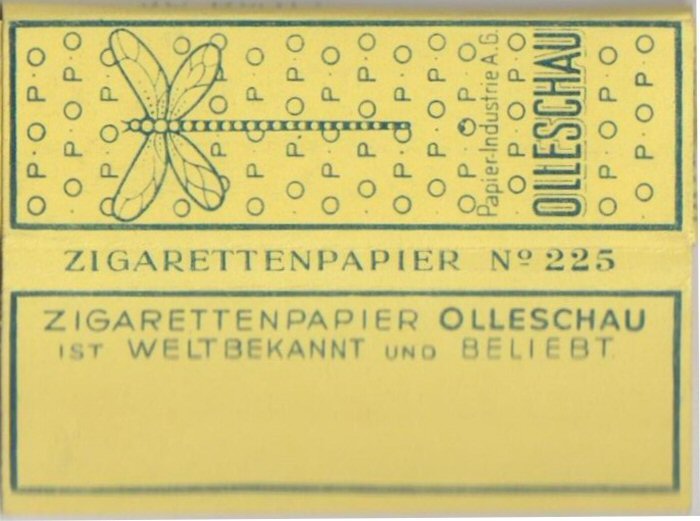 Papier-Industrie A.G.
OLLESCHAU
ZIGARETTENPAPIER Nº 225
ZIGARETTENPAPIER OLLESCHAU
IST WELTBEKANNT UND BELIEBT.